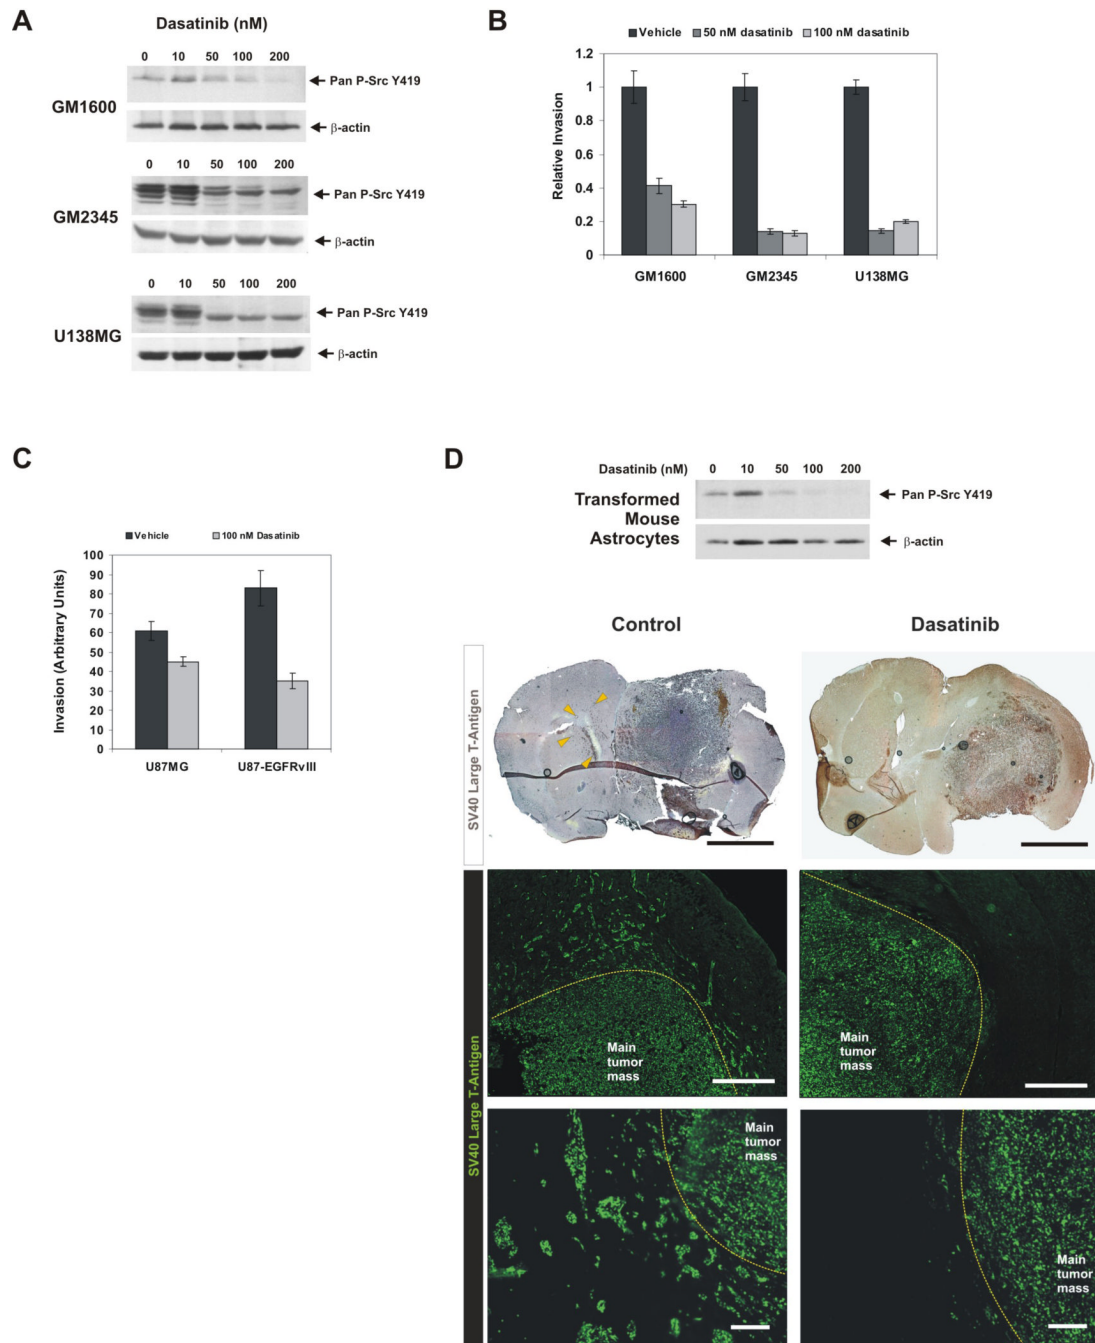 A
Dasatinib (nM)
0 10 50 100 200
GM1600
Pan P-Src Y419
β-actin
0 10 50 100 200
GM2345
Pan P-Src Y419
β-actin
0 10 50 100 200
U138MG
Pan P-Src Y419
β-actin
B
Vehicle 50 nM dasatinib 100 nM dasatinib
Relative Invasion
1.2
1
0.8
0.6
0.4
0.2
0
GM1600 GM2345 U138MG
C
Vehicle 100 nM Dasatinib
Invasion (Arbitrary Units)
100
90
80
70
60
50
40
30
20
10
0
U87MG U87-EGFRvIII
D
Dasatinib (nM) 0 10 50 100 200
Transformed
Mouse
Astrocytes
Pan P-Src Y419
β-actin
Control Dasatinib
SV40 Large T-Antigen
SV40 Large T-Antigen
Main
tumor
mass
Main
tumor
mass
Main
tumor
mass
Main
tumor
mass